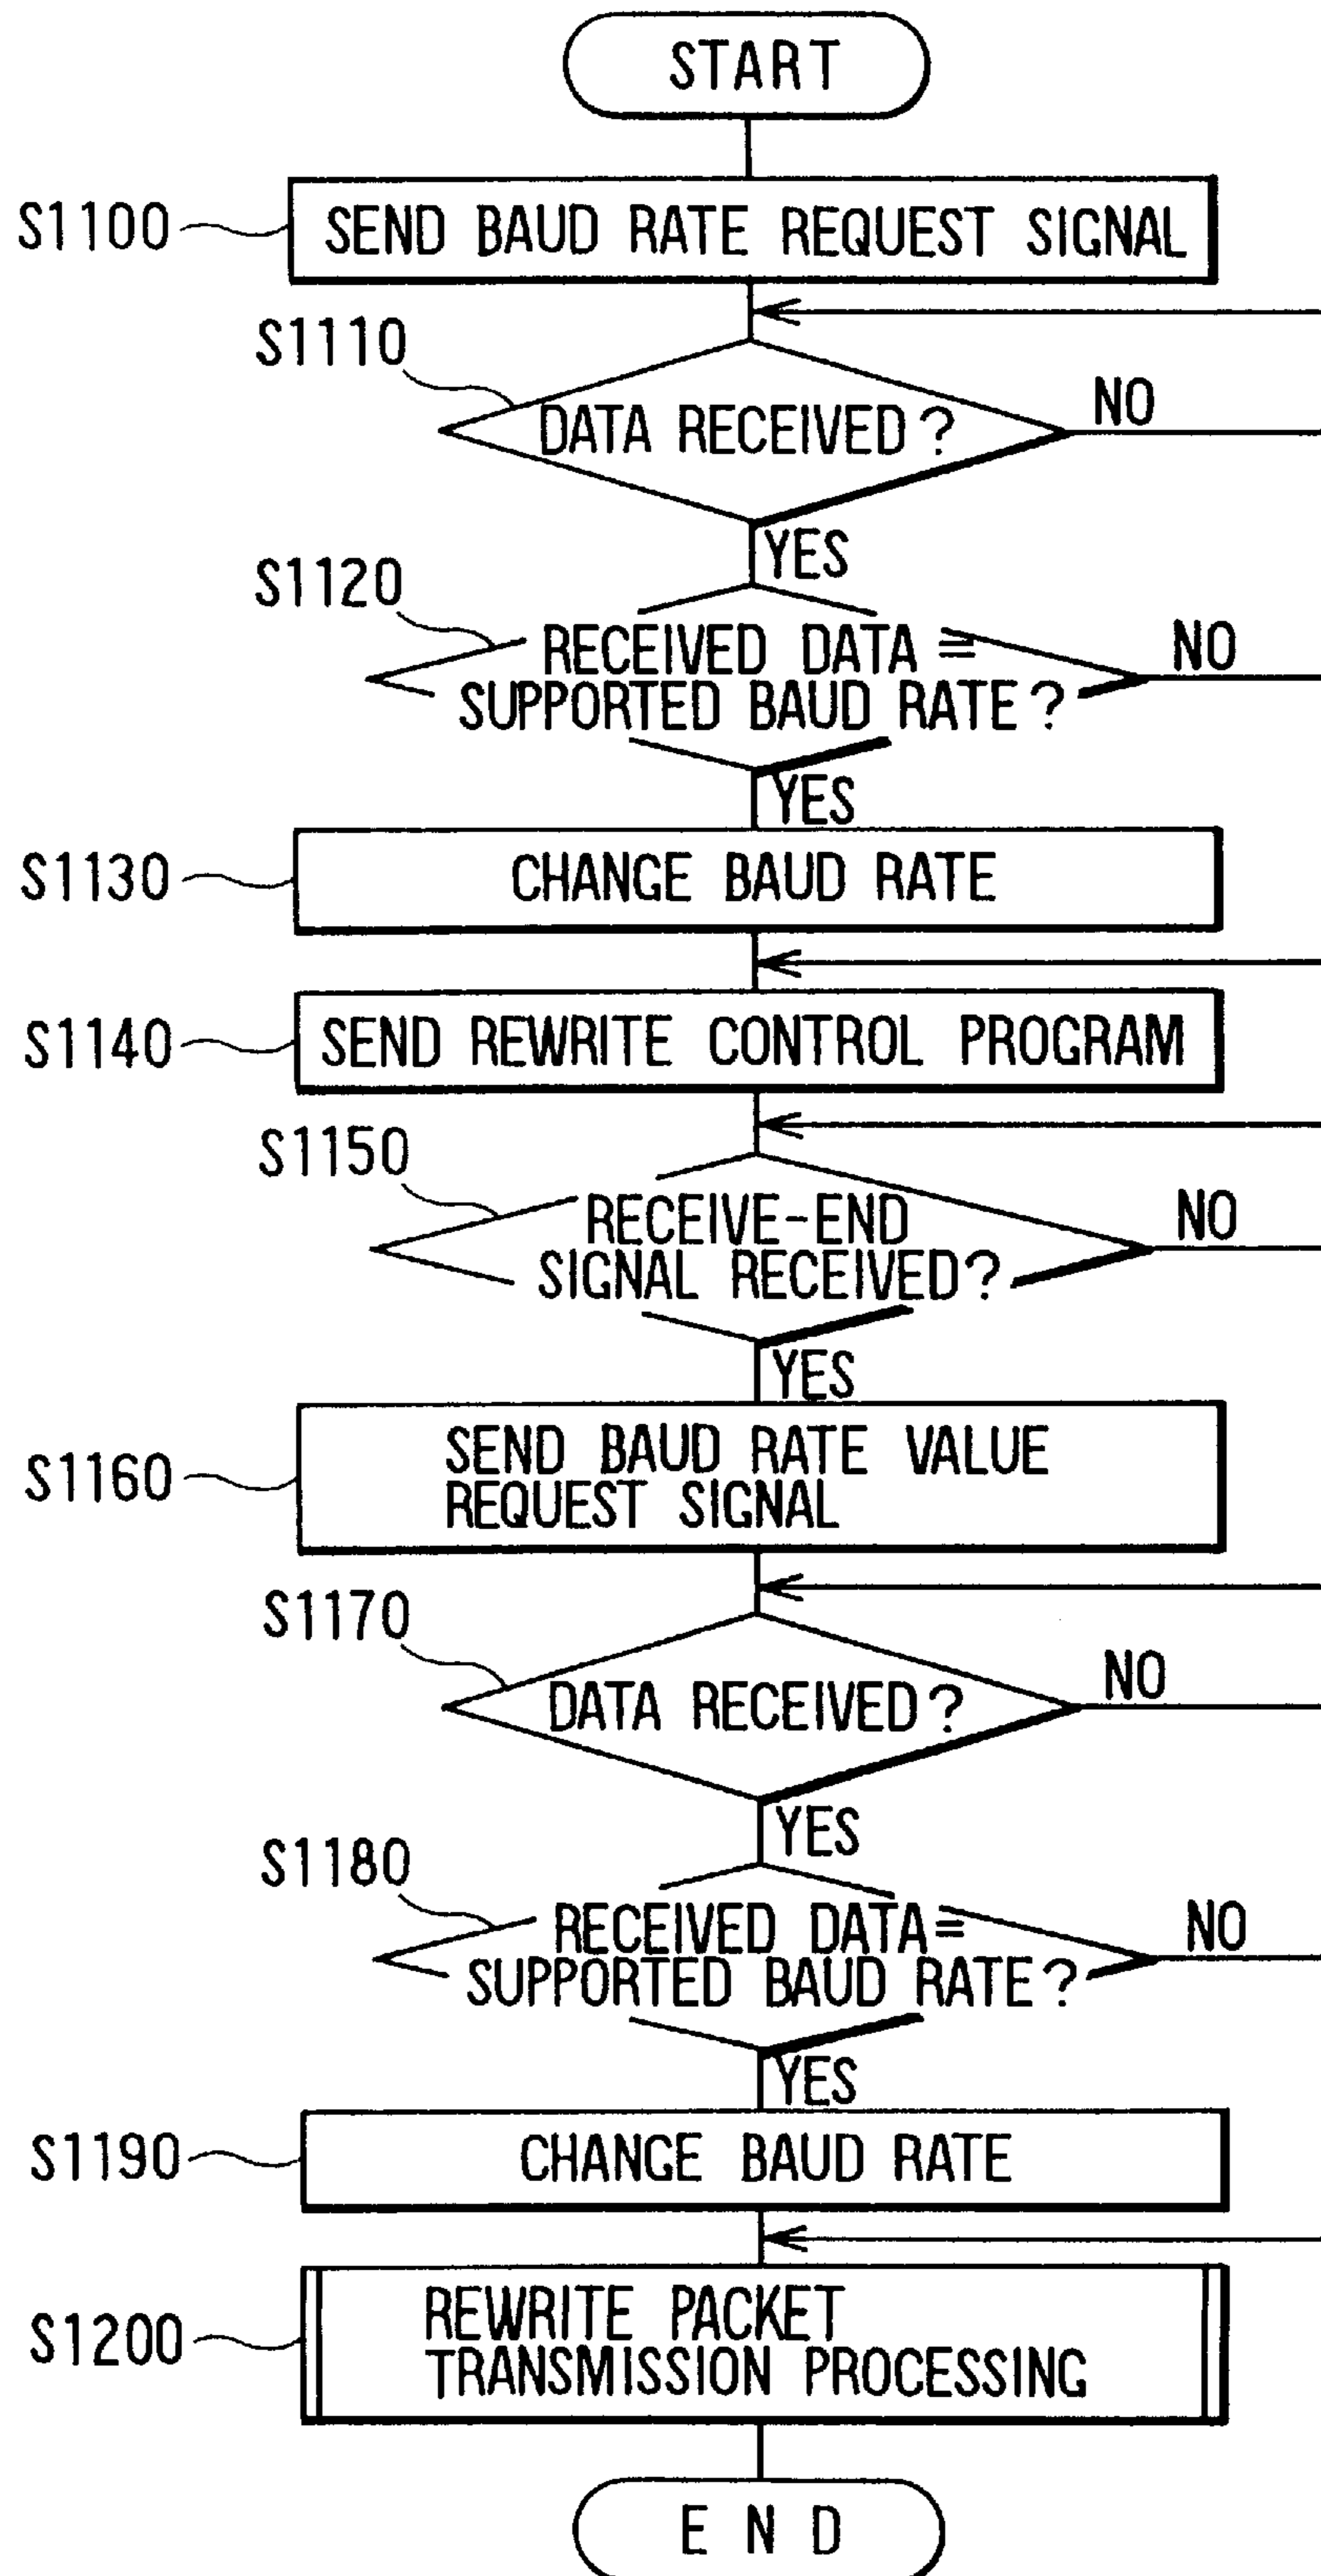 START
S1100
SEND BAUD RATE REQUEST SIGNAL
S1110
DATA RECEIVED?
NO
YES
S1120
RECEIVED DATA =
SUPPORTED BAUD RATE?
NO
YES
S1130
CHANGE BAUD RATE
S1140
SEND REWRITE CONTROL PROGRAM
S1150
RECEIVE-END
SIGNAL RECEIVED?
NO
YES
S1160
SEND BAUD RATE VALUE
REQUEST SIGNAL
S1170
DATA RECEIVED?
NO
YES
S1180
RECEIVED DATA=
SUPPORTED BAUD RATE?
NO
YES
S1190
CHANGE BAUD RATE
S1200
REWRITE PACKET
TRANSMISSION PROCESSING
END